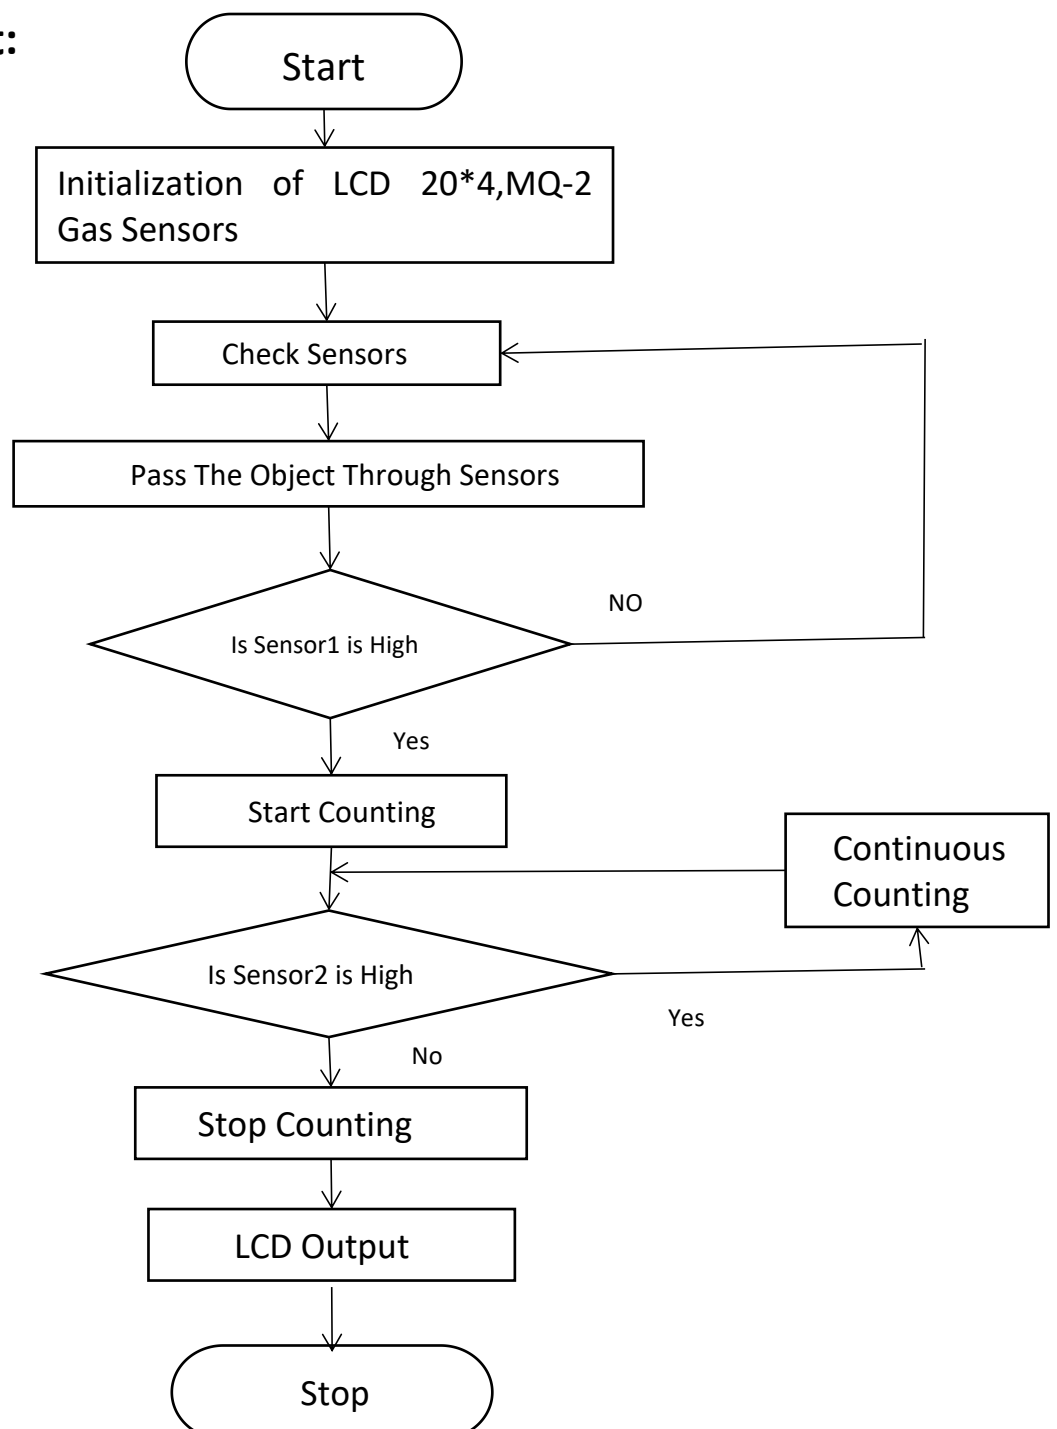 t:
Start
Initialization of LCD 20*4,MQ-2
Gas Sensors
Check Sensors
Pass The Object Through Sensors
NO
Is Sensor1 is High
Yes
Start Counting
Continuous
Counting
Is Sensor2 is High
Yes
No
Stop Counting
LCD Output
Stop